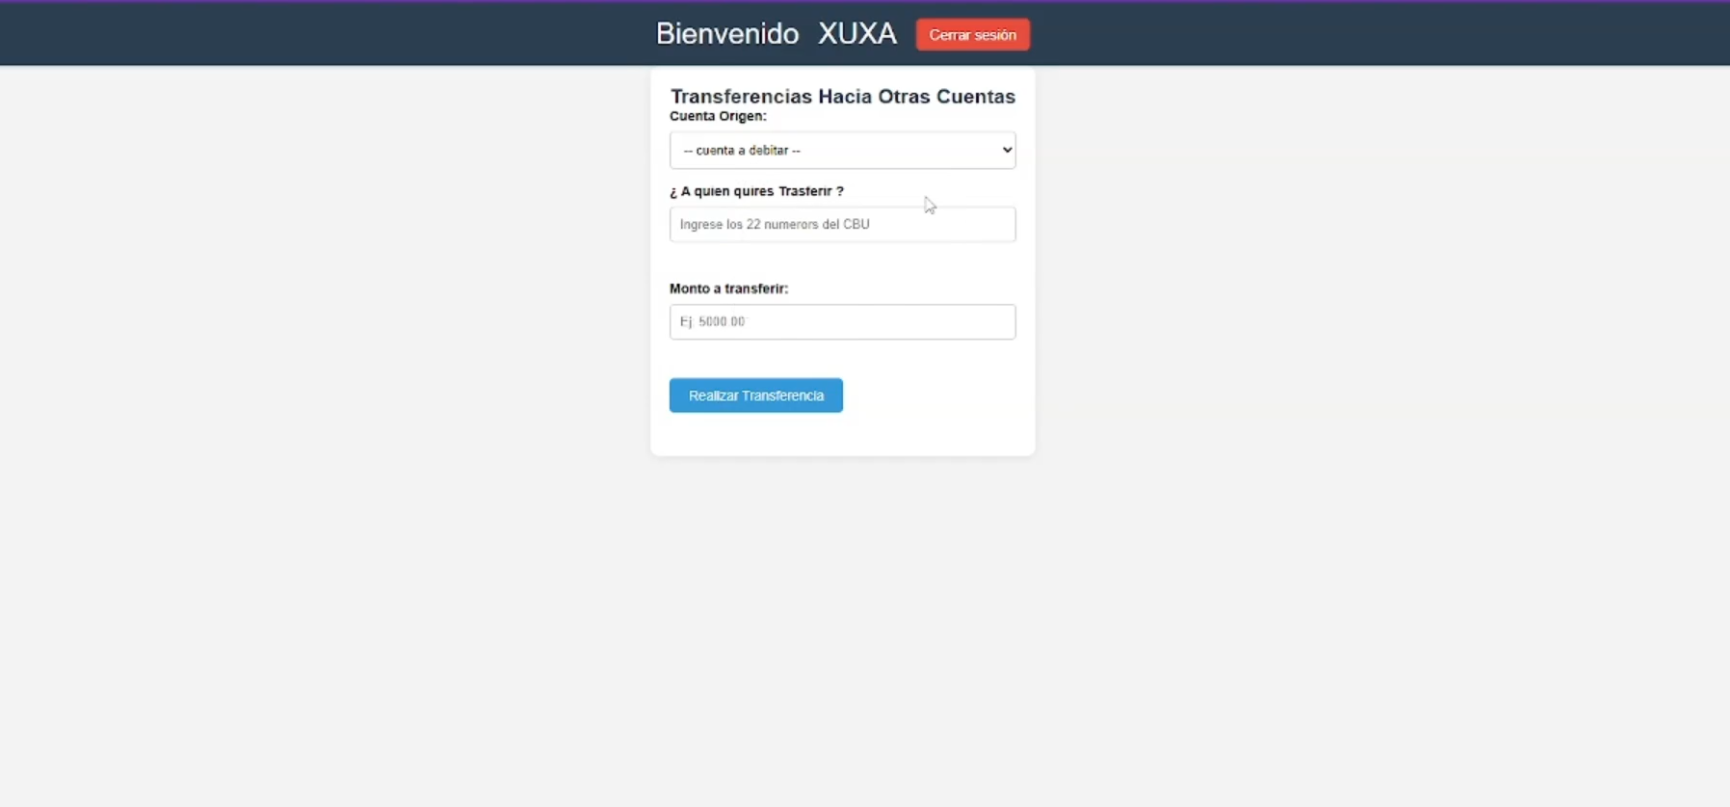 Bienvenido XUXA Cerrar sesión
Transferencias Hacia Otras Cuentas
Cuenta Origen:
-- cuenta a debitar --
¿ A quien quires Trasferir ?
Ingrese los 22 numerors del CBU
Monto a transferir:
Ej: 5000.00
Realizar Transferencia